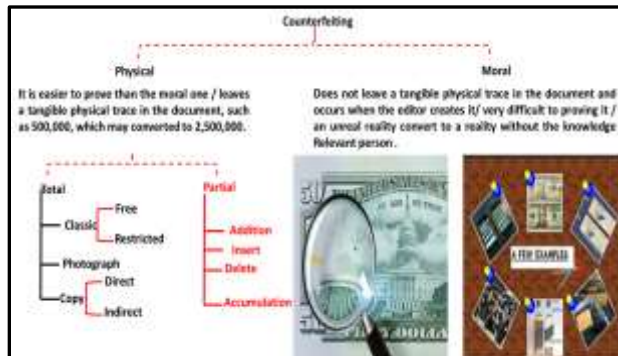 Counterfeiting
Physical
It is easier to prove than the moral one / leaves
a tangible physical trace in the document, such
as 500,000, which may converted to 2,500,000.
Moral
Does not leave a tangible physical trace in the document and
occurs when the editor creates it/ very difficult to proving it /
an unreal reality convert to a reality without the knowledge
Relevant person .
Total
Classic
Free
Restricted
Photograph
Copy
Direct
Indirect
Partial
Addition
Insert
Delete
Accumulation
A FEW EXAMPLES